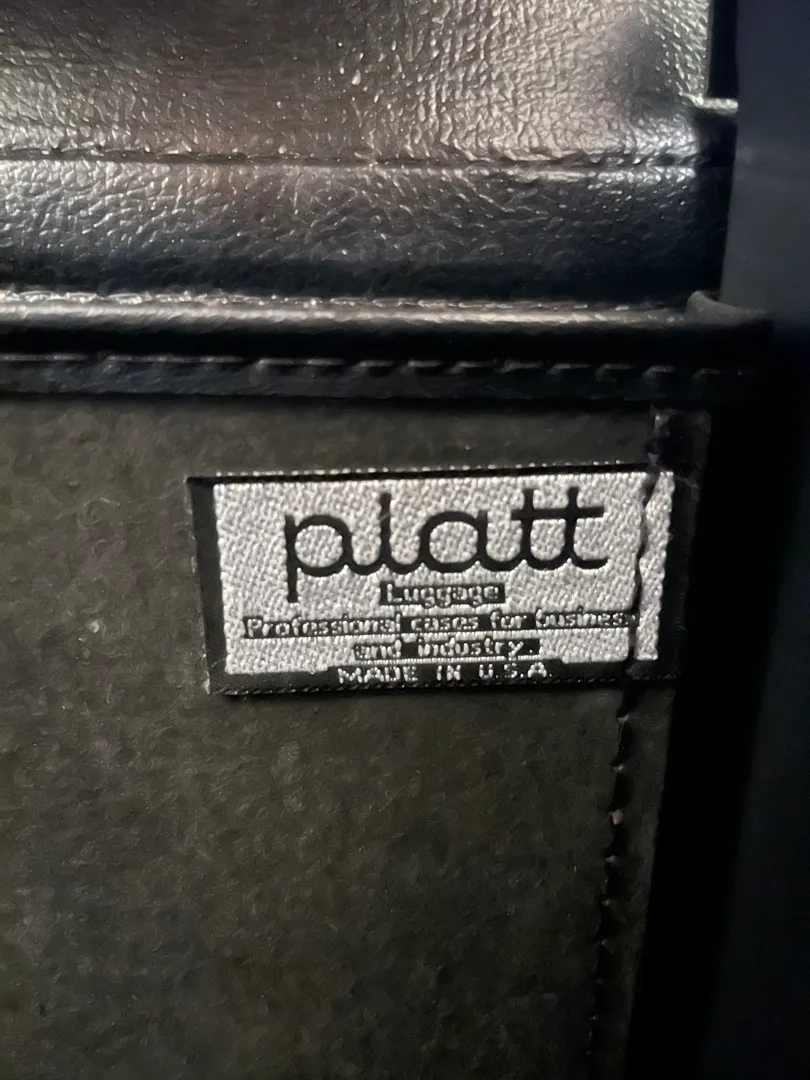 platt
Luggage
Professional cases for business
and industry.
MADE IN U.S.A.